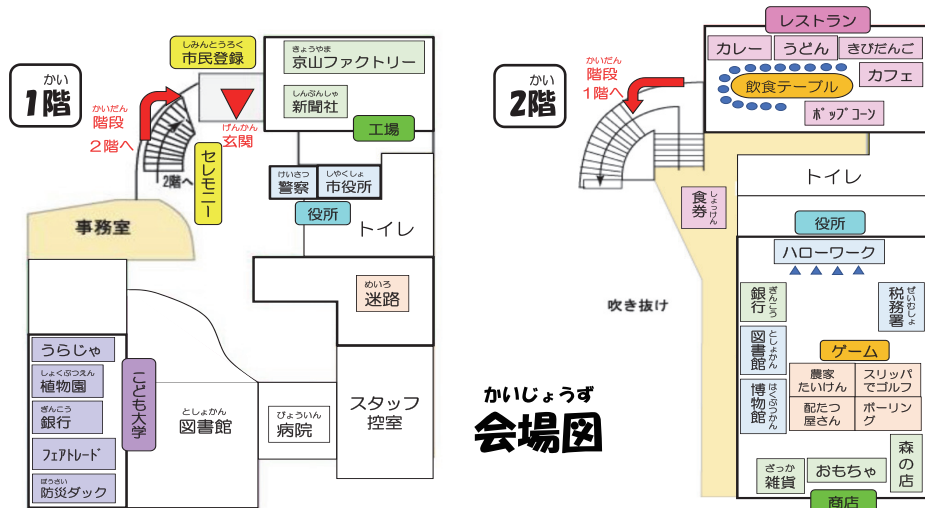 かい
1階
しみんとうろく
市民登録
かいだん
階段
2階へ
げんかん
玄関
2階へ
セレモニー
きょうやま
京山ファクトリー
しんぶんしゃ
新聞社
工場
けいさつ
警察
しやくしょ
市役所
役所
トイレ
事務室
めいろ
迷路
うらじゃ
しょくぶつえん
植物園
ぎんこう
銀行
フェアトレード
ぼうさい
防災ダック
こども大学
としょかん
図書館
びょういん
病院
スタッフ
控室
かいじょうず
会場図
かい
2階
かいだん
階段
1階へ
レストラン
カレー
うどん
きびだんご
カフェ
飲食テーブル
ポップコーン
トイレ
しょっけん
食券
役所
ハローワーク
吹き抜け
ぎんこう
銀行
ぜいむしょ
税務署
としょかん
図書館
はくぶつかん
博物館
ゲーム
農家
たいけん
スリッパ
でゴルフ
配たつ
屋さん
ボーリン
グ
森の店
ざっか
雑貨
おもちゃ
商店